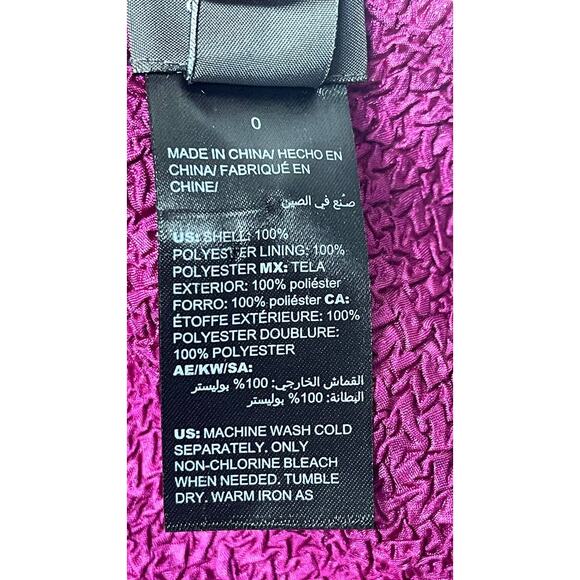 0
MADE IN CHINA/ HECHO EN
CHINA/ FABRIQUÉ EN
CHINE/
صنع في الصين
US: SHELL: 100%
POLYESTER LINING: 100%
POLYESTER MX: TELA
EXTERIOR: 100% poliéster
FORRO: 100% poliéster CA:
ÉTOFFE EXTÉRIEURE: 100%
POLYESTER DOUBLURE:
100% POLYESTER
AE/KW/SA:
القماش الخارجي: 100% بوليستر
البطانة: 100% بوليستر
US: MACHINE WASH COLD
SEPARATELY. ONLY
NON-CHLORINE BLEACH
WHEN NEEDED. TUMBLE
DRY. WARM IRON AS